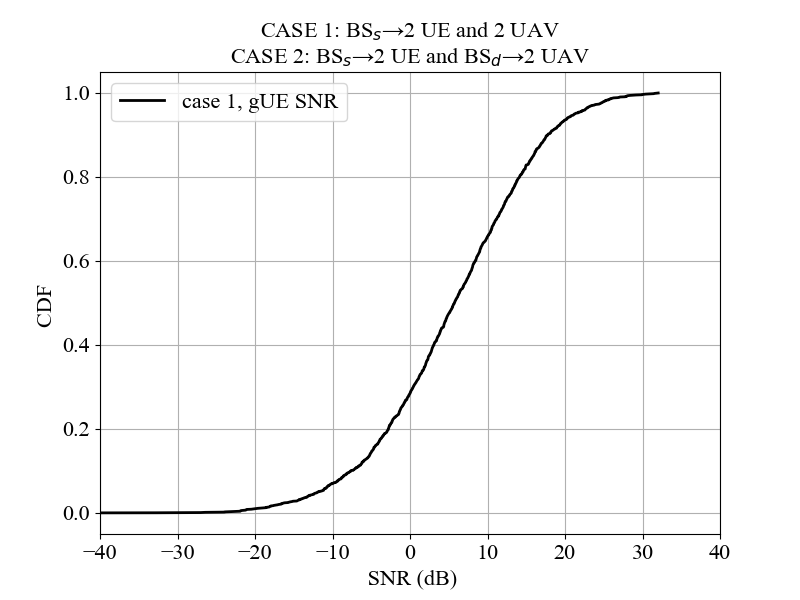 CASE 1: BSₛ→2 UE and 2 UAV
CASE 2: BSₛ→2 UE and BS_d→2 UAV
case 1, gUE SNR
1.0
0.8
0.6
0.4
0.2
0.0
CDF
−40 −30 −20 −10 0 10 20 30 40
SNR (dB)